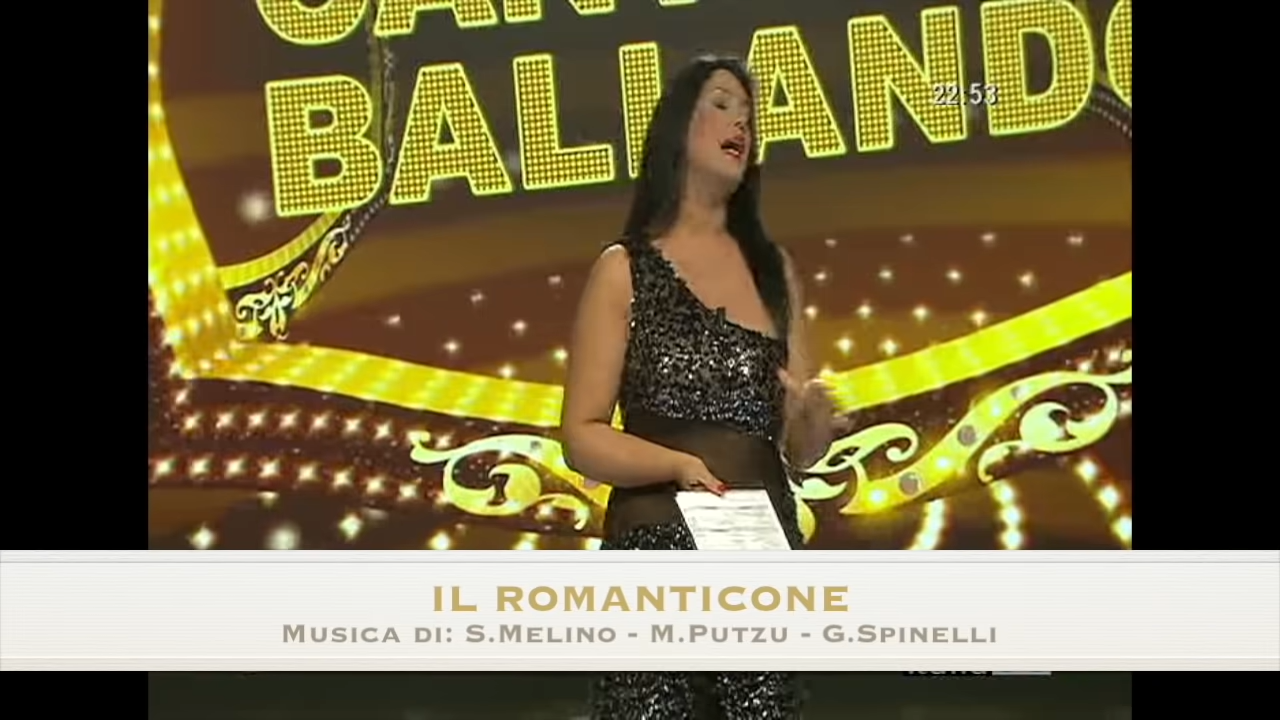 BALLANDO
22:53
IL ROMANTICONE
MUSICA DI: S.MELINO - M.PUTZU - G.SPINELLI